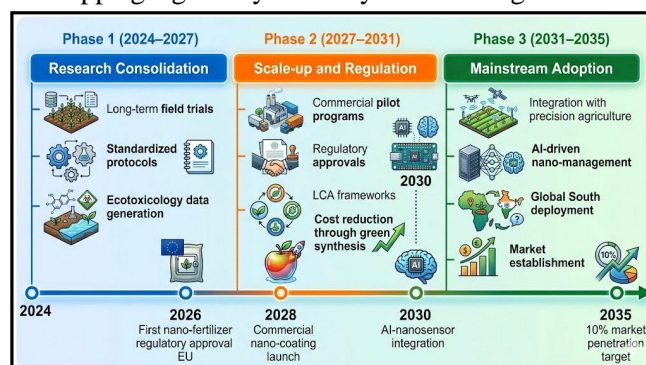 Phase 1 (2024–2027)
Research Consolidation
Long-term field trials
Standardized
protocols
Ecotoxicology data
generation
Phase 2 (2027–2031)
Scale-up and Regulation
Commercial pilot
programs
Regulatory
approvals
LCA frameworks
Cost reduction
through green
synthesis
AI
AI
2030
AI
Phase 3 (2031–2035)
Mainstream Adoption
Integration with
precision agriculture
AI-driven
nano-management
Global South
deployment
?
Market
establishment
$
€
10%
2024
2026
First nano-fertilizer
regulatory approval
EU
2028
Commercial
nano-coating
launch
2030
AI-nanosensor
integration
2035
10% market
penetration
target